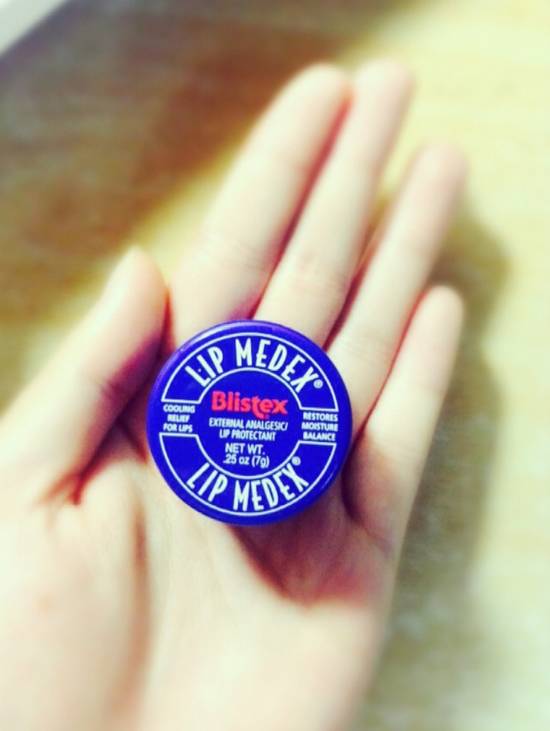 LIP MEDEX®
Blistex
COOLING
RELIEF
FOR LIPS
EXTERNAL ANALGESIC/
LIP PROTECTANT
RESTORES
MOISTURE
BALANCE
NET WT.
.25 oz (7g)
LIP MEDEX®